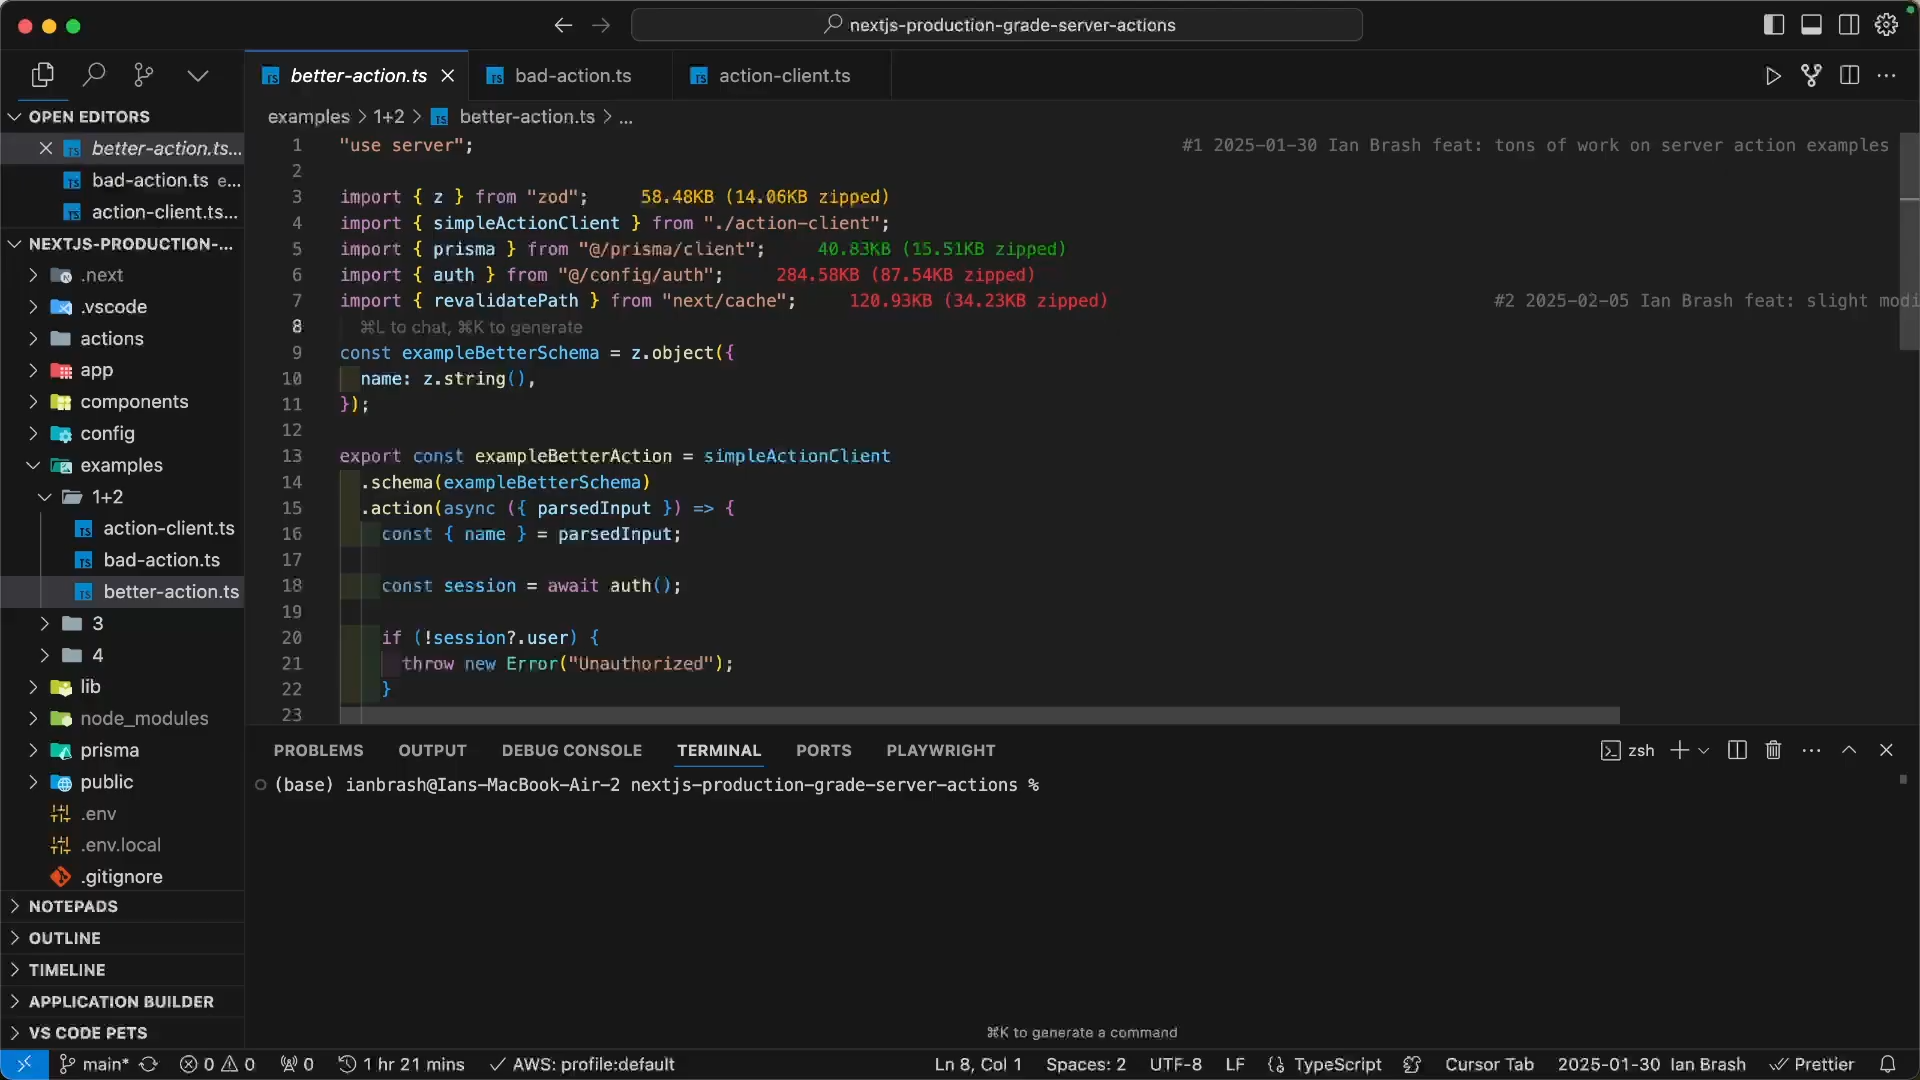 nextjs-production-grade-server-actions
better-action.ts
bad-action.ts
action-client.ts
OPEN EDITORS
better-action.ts...
bad-action.ts e...
action-client.ts...
NEXTJS-PRODUCTION-...
.next
.vscode
actions
app
components
config
examples
1+2
action-client.ts
bad-action.ts
better-action.ts
3
4
lib
node_modules
prisma
public
.env
.env.local
.gitignore
NOTEPADS
OUTLINE
TIMELINE
APPLICATION BUILDER
VS CODE PETS
examples > 1+2 > TS better-action.ts > ...
1 "use server"; #1 2025-01-30 Ian Brash feat: tons of work on server action examples
2
3 import { z } from "zod"; 58.48KB (14.06KB zipped)
4 import { simpleActionClient } from "./action-client";
5 import { prisma } from "@/prisma/client"; 40.83KB (15.51KB zipped)
6 import { auth } from "@/config/auth"; 284.58KB (87.54KB zipped)
7 import { revalidatePath } from "next/cache"; 120.93KB (34.23KB zipped) #2 2025-02-05 Ian Brash feat: slight modi
8 ⌘L to chat, ⌘K to generate
9 const exampleBetterSchema = z.object({
10 name: z.string(),
11 });
12
13 export const exampleBetterAction = simpleActionClient
14 .schema(exampleBetterSchema)
15 .action(async ({ parsedInput }) => {
16 const { name } = parsedInput;
17
18 const session = await auth();
19
20 if (!session?.user) {
21 throw new Error("Unauthorized");
22 }
23
PROBLEMS OUTPUT DEBUG CONSOLE TERMINAL PORTS PLAYWRIGHT
zsh
(base) ianbrash@Ians-MacBook-Air-2 nextjs-production-grade-server-actions %
⌘K to generate a command
main* 0 0 0 1 hr 21 mins AWS: profile:default Ln 8, Col 1 Spaces: 2 UTF-8 LF {} TypeScript Cursor Tab 2025-01-30 Ian Brash Prettier